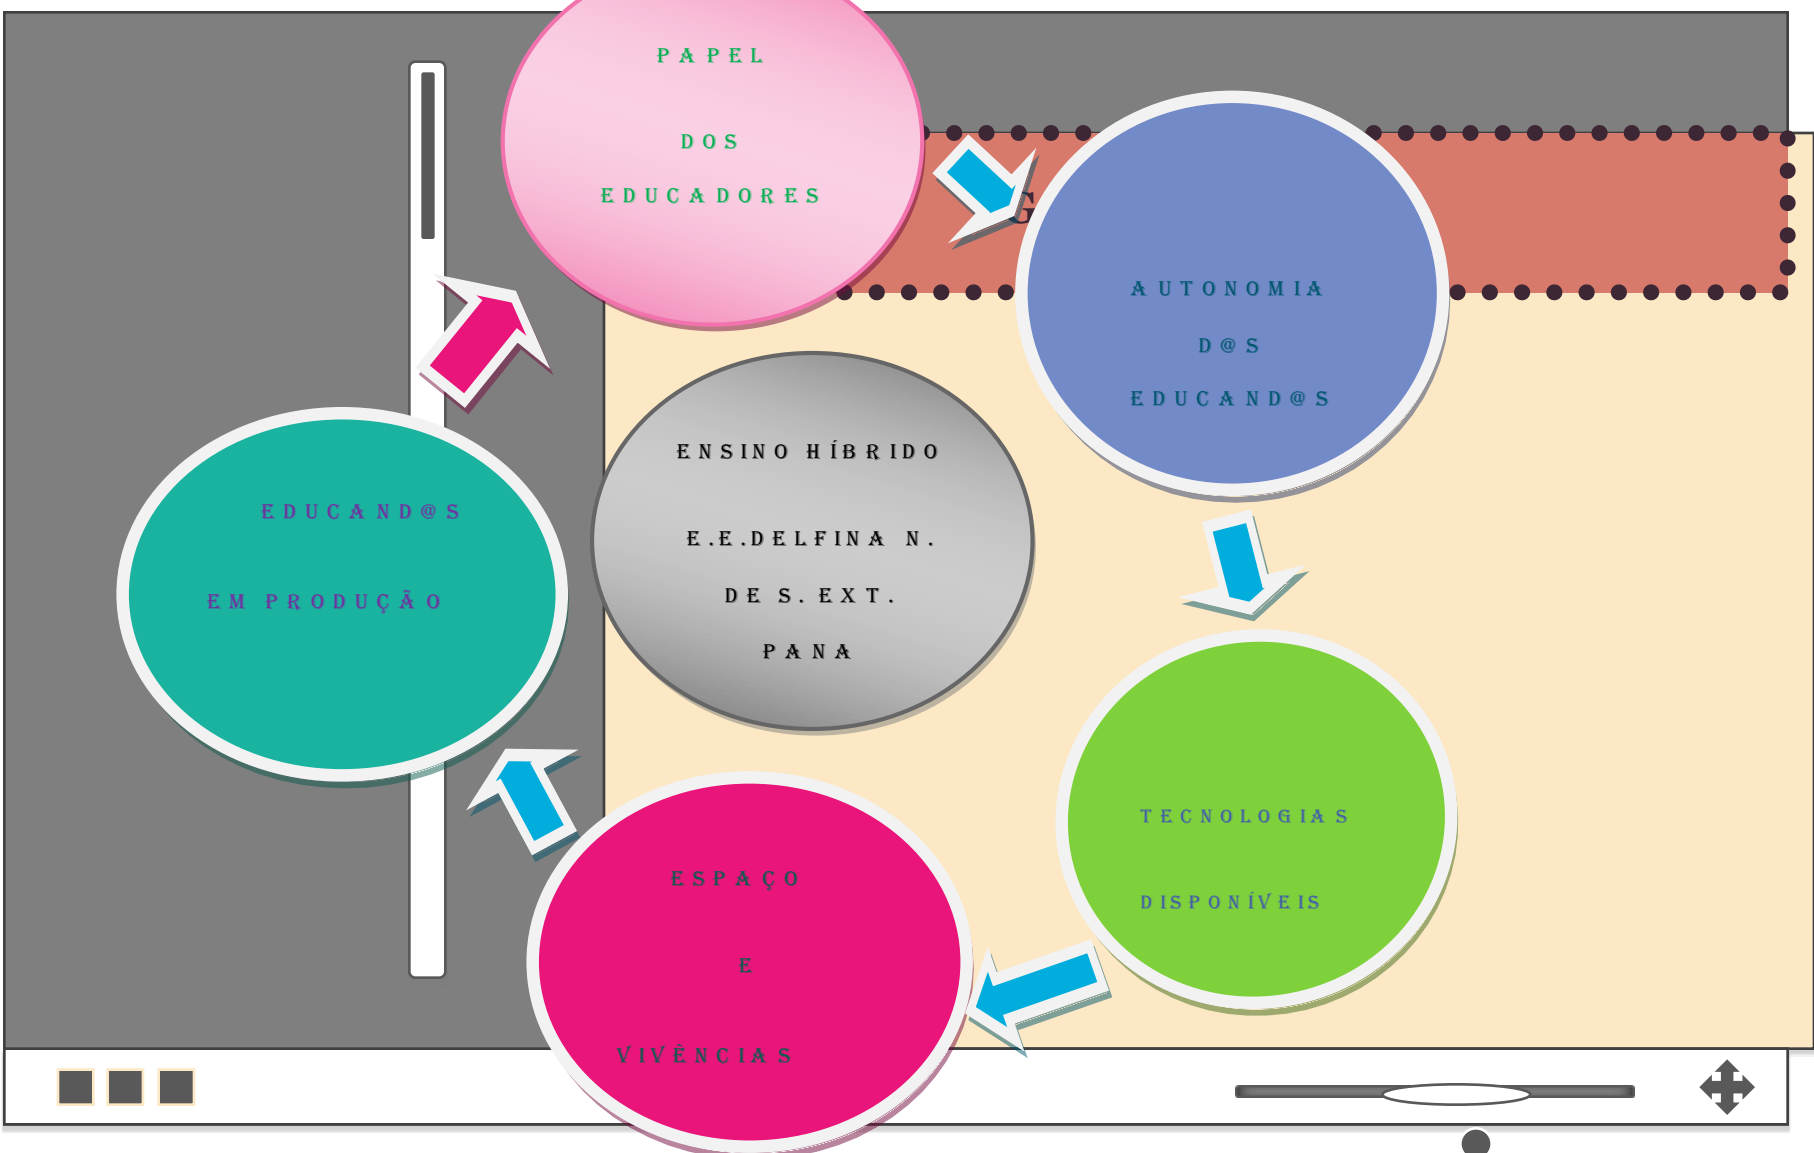 PAPEL
DOS
EDUCADORES
G
AUTONOMIA
D@S
EDUCAND@S
ENSINO HÍBRIDO
E.E.DELFINA N.
DE S. EXT.
PANA
EDUCAND@S
EM PRODUÇÃO
TECNOLOGIAS
DISPONÍVEIS
ESPAÇO
E
VIVÊNCIAS